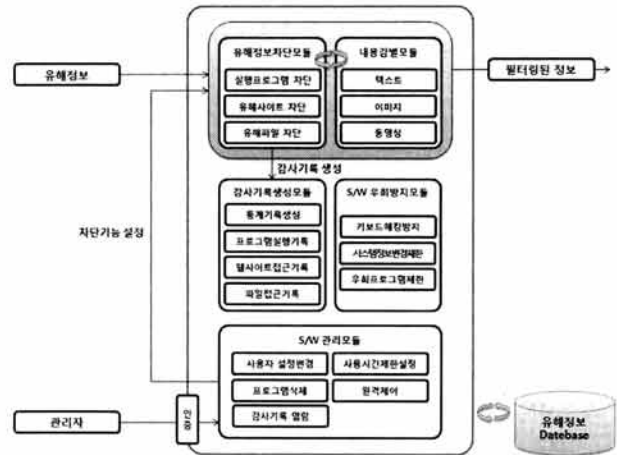 유해정보차단모듈
내용감별모듈
유해정보
실행프로그램 차단
텍스트
필터링된 정보
유해사이트 차단
이미지
유해파일 차단
동영상
감사기록 생성
감사기록생성모듈
S/W 우회방지모듈
통계기록생성
키보드해킹방지
차단기능 설정
프로그램실행기록
시스템정보변경제한
웹사이트접근기록
우회프로그램제한
파일접근기록
S/W 관리모듈
사용자 설정변경
사용시간제한설정
프로그램삭제
원격제어
관리자
인증
감사기록 열람
유해정보
Datebase